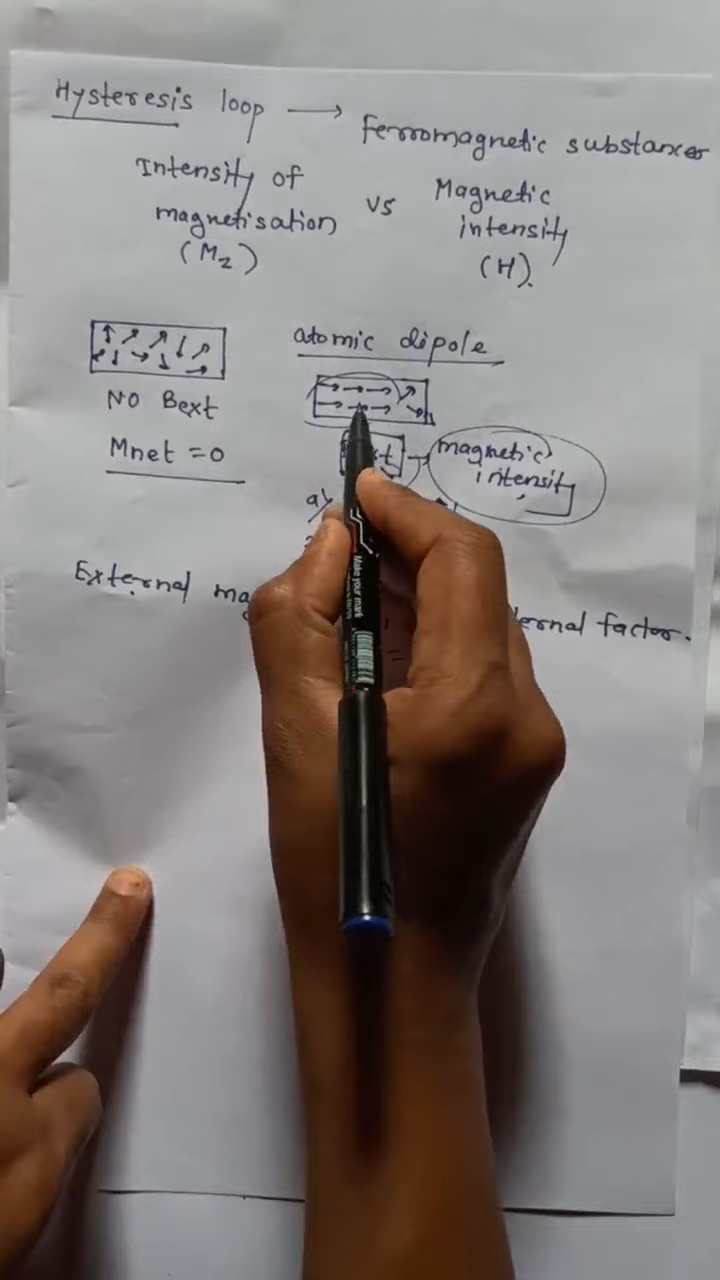 Hysteresis loop → Ferromagnetic substances
Intensity of magnetisation (Mz) vs Magnetic intensity (H).
atomic dipole
NO Bext
Mnet = 0
magnetic intensity
a)
External
ternal factor.
Make your mark